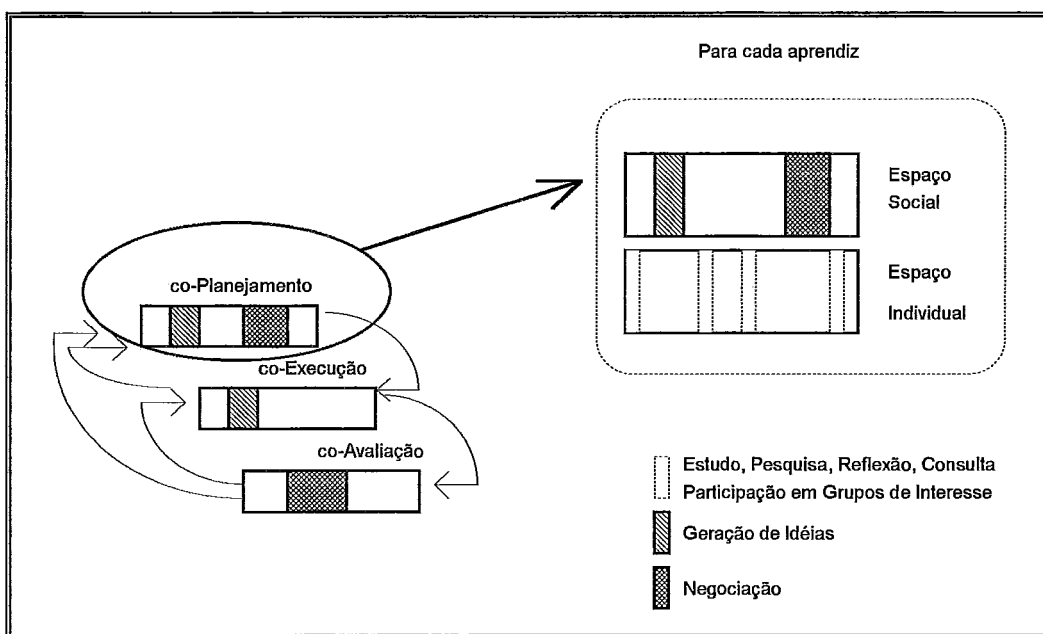 Para cada aprendiz
Espaço
Social
Espaço
Individual
co-Planejamento
co-Execução
co-Avaliação
Estudo, Pesquisa, Reflexão, Consulta
Participação em Grupos de Interesse
Geração de Idéias
Negociação